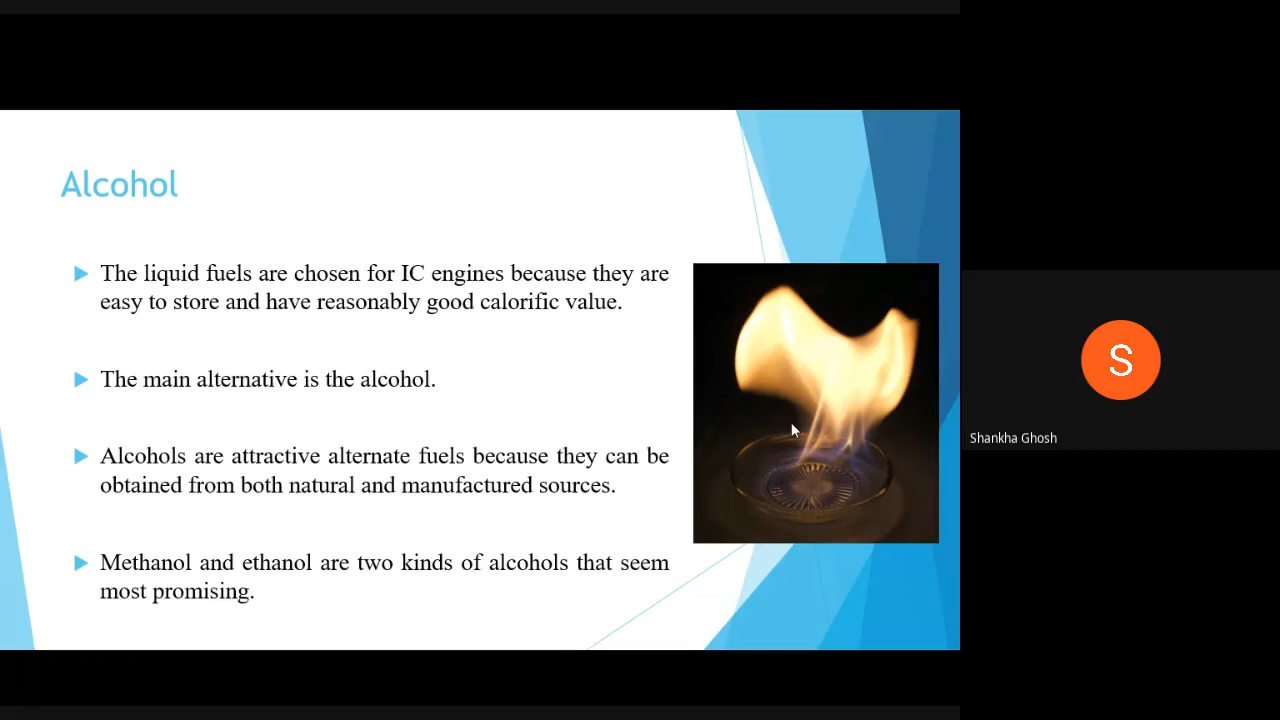 Alcohol
The liquid fuels are chosen for IC engines because they are
easy to store and have reasonably good calorific value.
The main alternative is the alcohol.
Alcohols are attractive alternate fuels because they can be
obtained from both natural and manufactured sources.
Methanol and ethanol are two kinds of alcohols that seem
most promising.
S
Shankha Ghosh